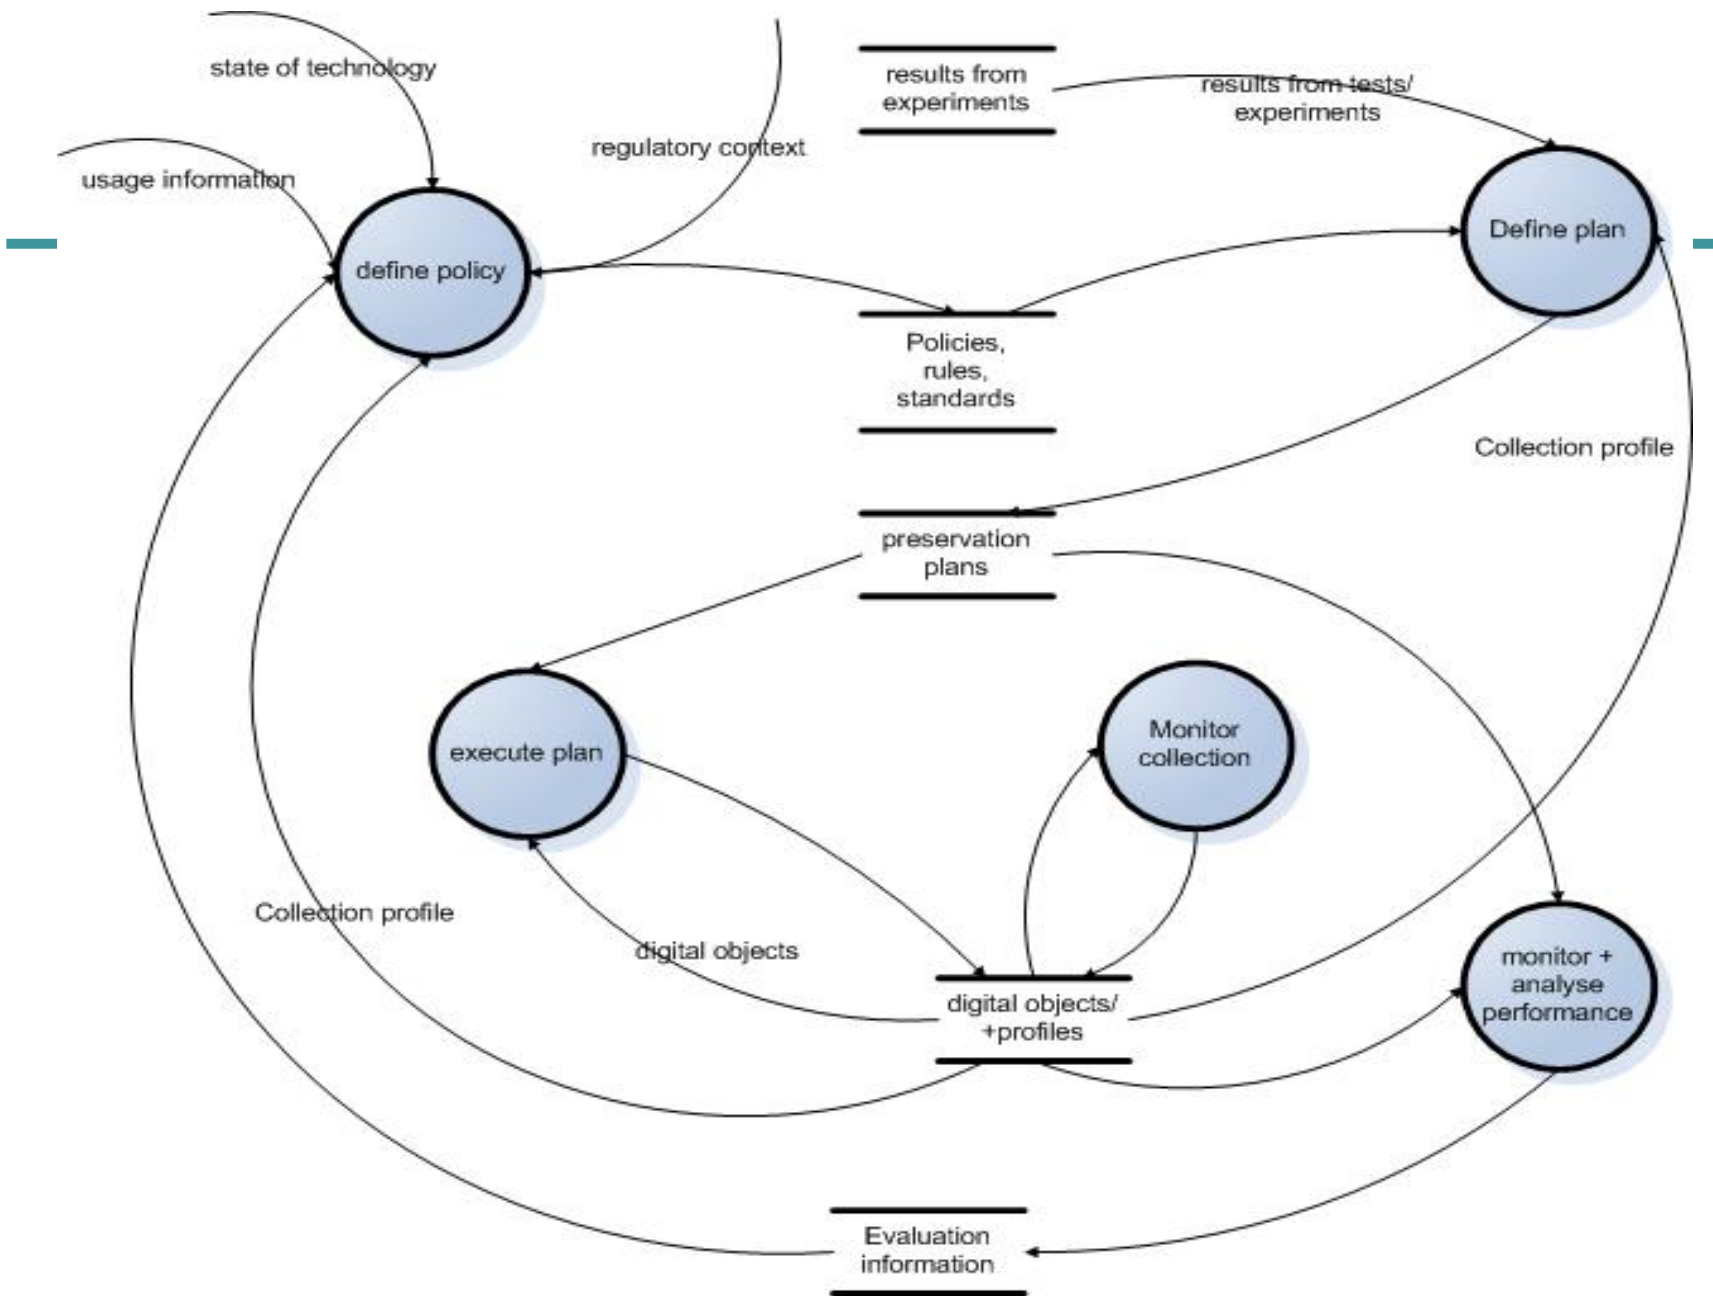 state of technology
usage information
regulatory context
results from
experiments
results from tests/
experiments
define policy
Define plan
Policies,
rules,
standards
Collection profile
preservation
plans
execute plan
Monitor
collection
Collection profile
digital objects
digital objects/
+profiles
monitor +
analyse
performance
Evaluation
information